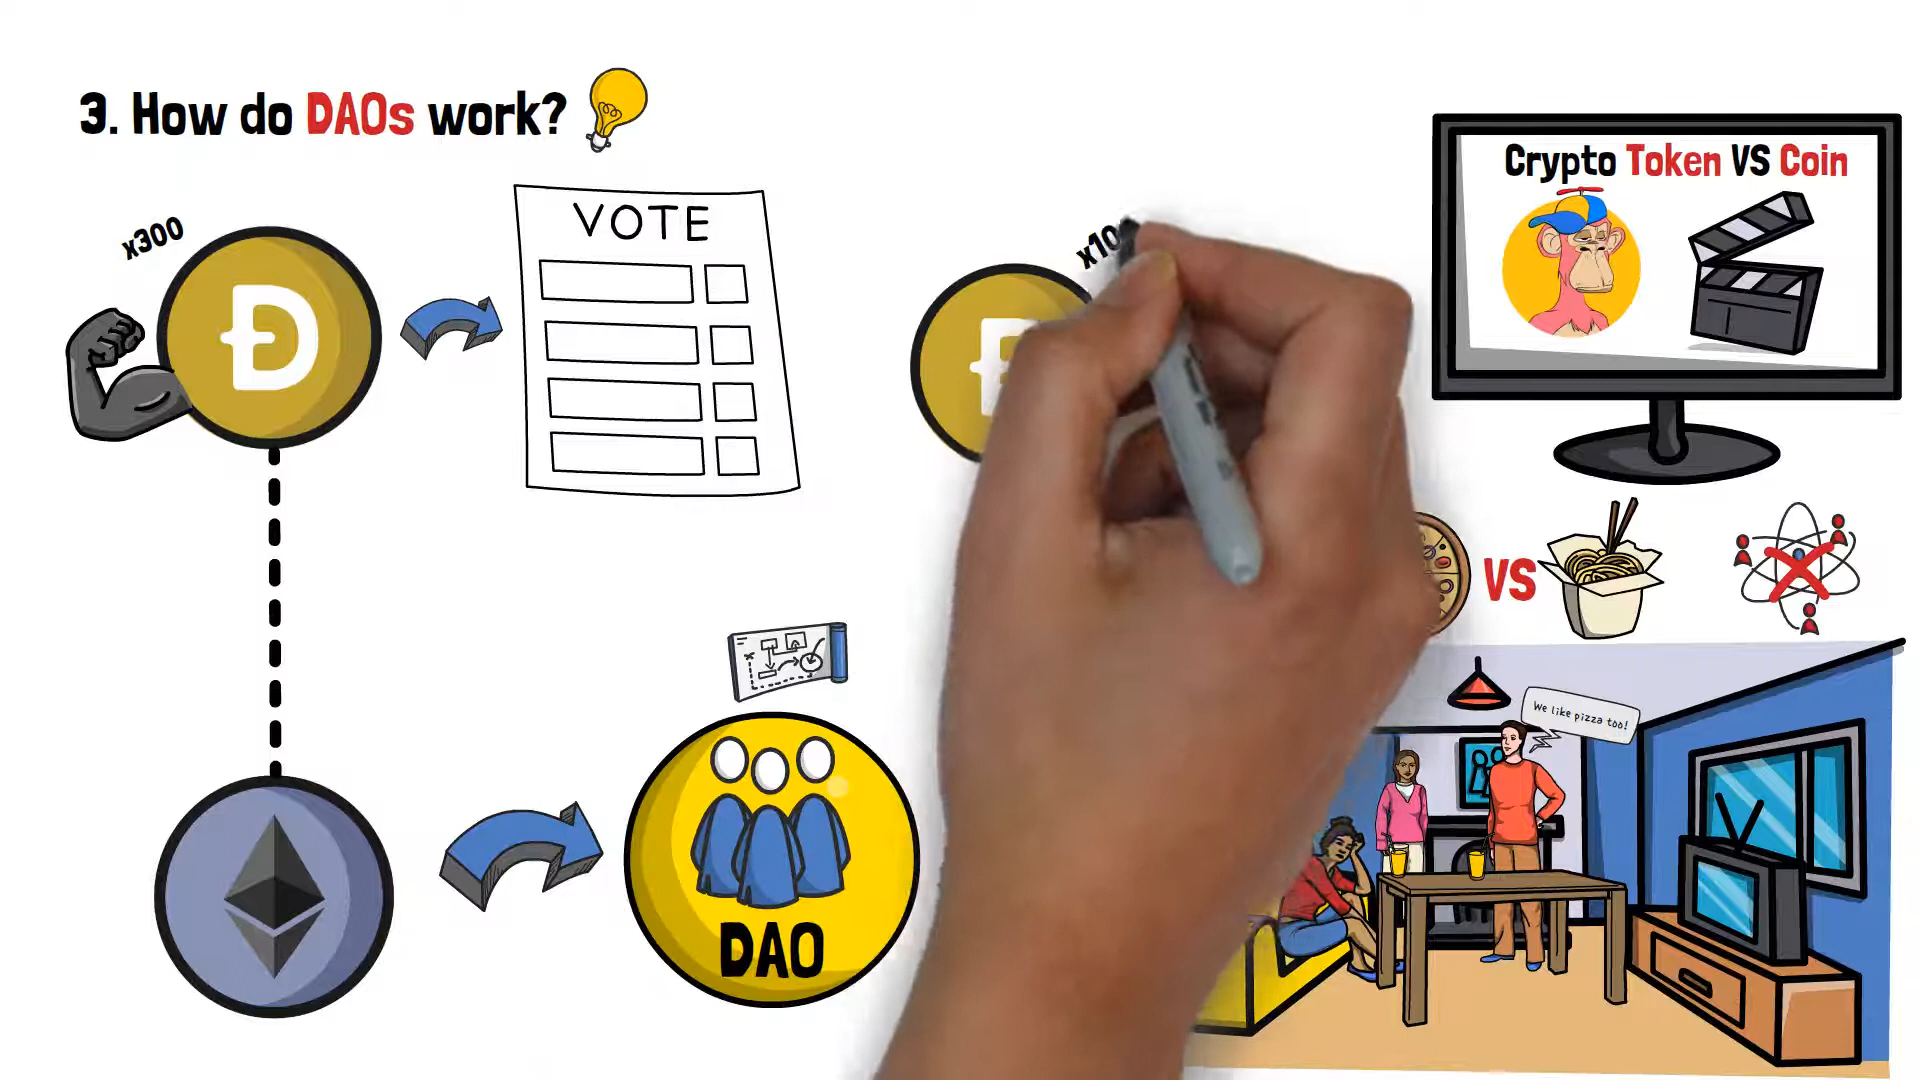 3. How do DAOs work?
x300
VOTE
Crypto Token VS Coin
VS
We like pizza too!
DAO